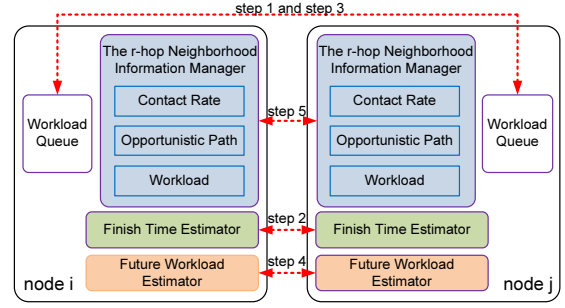 step 1 and step 3
The r-hop Neighborhood
Information Manager
Contact Rate
Opportunistic Path
Workload
Workload
Queue
Finish Time Estimator
Future Workload
Estimator
node i
step 5
step 2
step 4
The r-hop Neighborhood
Information Manager
Contact Rate
Opportunistic Path
Workload
Workload
Queue
Finish Time Estimator
Future Workload
Estimator
node j